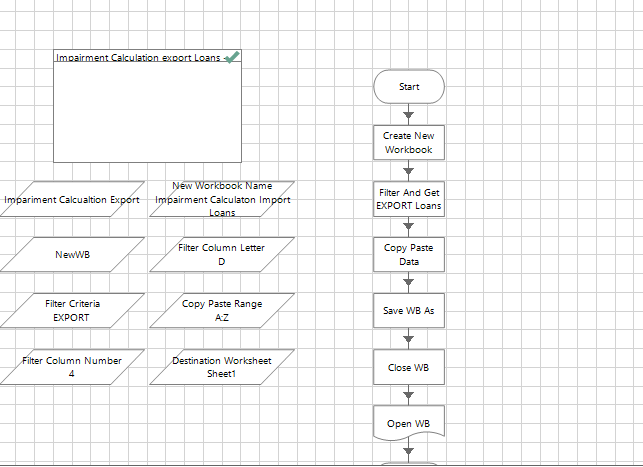 Impairment Calculation export Loans -
Start
Create New
Workbook
Impariment Calcualtion Export
New Workbook Name
Impairment Calculaton Import
Loans
Filter And Get
EXPORT Loans
NewWB
Filter Column Letter
D
Copy Paste
Data
Filter Criteria
EXPORT
Copy Paste Range
A:Z
Save WB As
Filter Column Number
4
Destination Worksheet
Sheet1
Close WB
Open WB